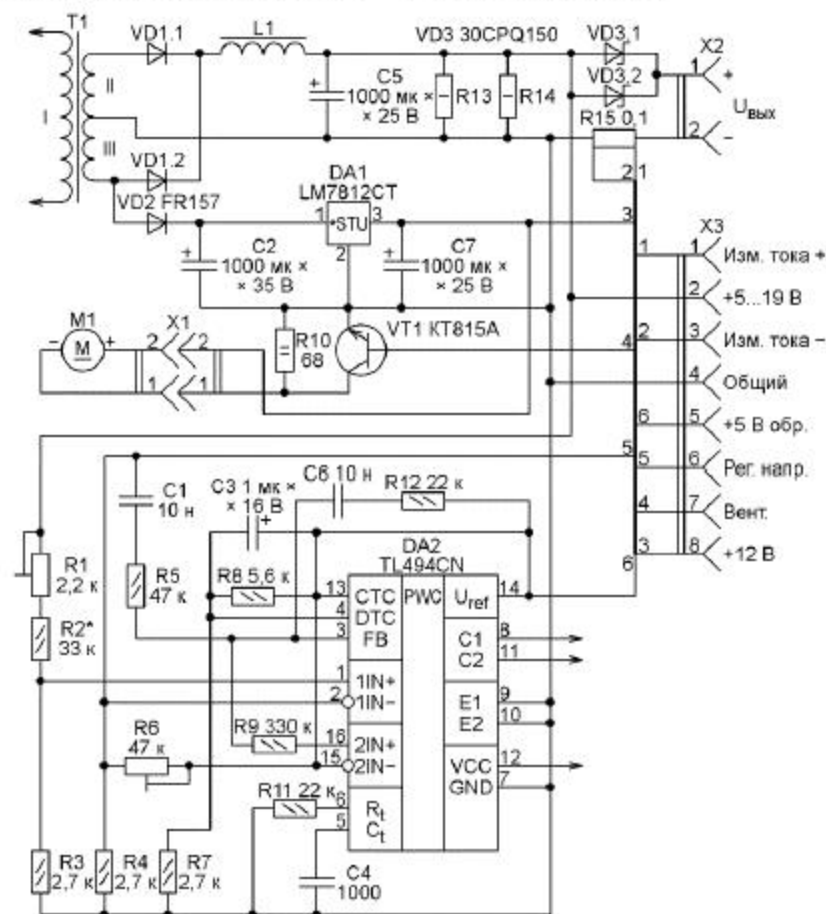 T1
VD1.1
L1
VD3 30CPQ150
VD3.1
VD3.2
X2
1
+
Uвых
2
−
I
II
III
C5
1000 мк ×
× 25 В
R13
R14
R15 0,1
2
1
VD1.2
VD2 FR157
DA1
LM7812CT
1
*STU
3
2
3
+
C2
1000 мк ×
× 35 В
+
C7
1000 мк ×
× 25 В
X3
1
1
Изм. тока +
2
+5...19 В
2
3
Изм. тока −
4
Общий
6
5
+5 В обр.
5
6
Рег. напр.
4
7
Вент.
3
8
+12 В
M1
−
M
+
X1
2
2
1
1
R10
68
VT1 КТ815А
4
5
6
C1
10 н
C3 1 мк ×
× 16 В
+
C6 10 н
R12 22 к
DA2
TL494CN
R1
2,2 к
R2*
33 к
R5
47 к
R8 5,6 к
13
CTC
PWC
Uref
14
4
DTC
3
FB
C1
8
C2
11
1
1IN+
2
1IN−
E1
9
E2
10
R6
47 к
R9 330 к
16
2IN+
15
2IN−
VCC
12
GND
7
R11 22 к
6
Rt
5
Ct
R3
2,7 к
R4
2,7 к
R7
2,7 к
C4
1000